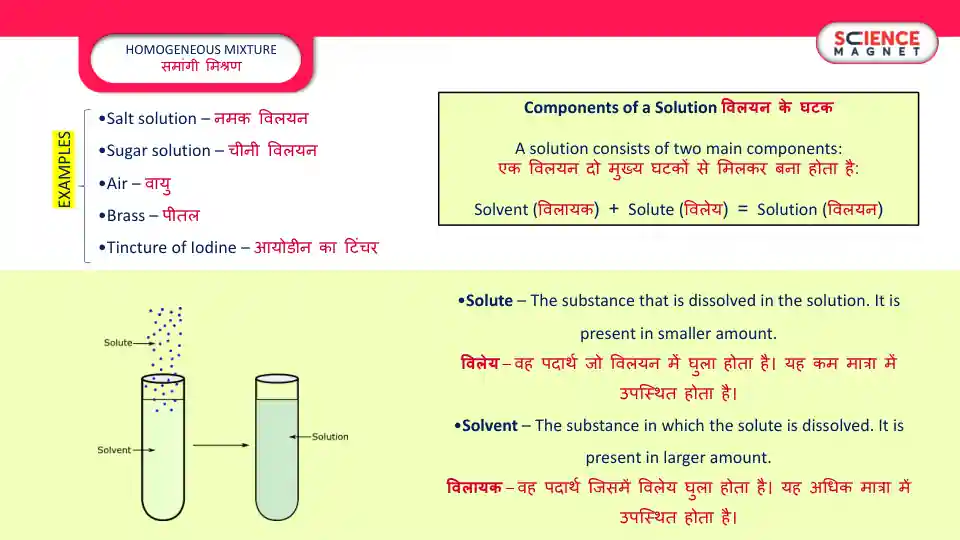 HOMOGENEOUS MIXTURE
समांगी मिश्रण
SCIENCE
MAGNET
EXAMPLES
•Salt solution – नमक विलयन
•Sugar solution – चीनी विलयन
•Air – वायु
•Brass – पीतल
•Tincture of Iodine – आयोडीन का टिंचर
Components of a Solution विलयन के घटक
A solution consists of two main components:
एक विलयन दो मुख्य घटकों से मिलकर बना होता है:
Solvent (विलायक) + Solute (विलेय) = Solution (विलयन)
Solute
Solvent
Solution
•Solute – The substance that is dissolved in the solution. It is
present in smaller amount.
विलेय – वह पदार्थ जो विलयन में घुला होता है। यह कम मात्रा में
उपस्थित होता है।
•Solvent – The substance in which the solute is dissolved. It is
present in larger amount.
विलायक – वह पदार्थ जिसमें विलेय घुला होता है। यह अधिक मात्रा में
उपस्थित होता है।